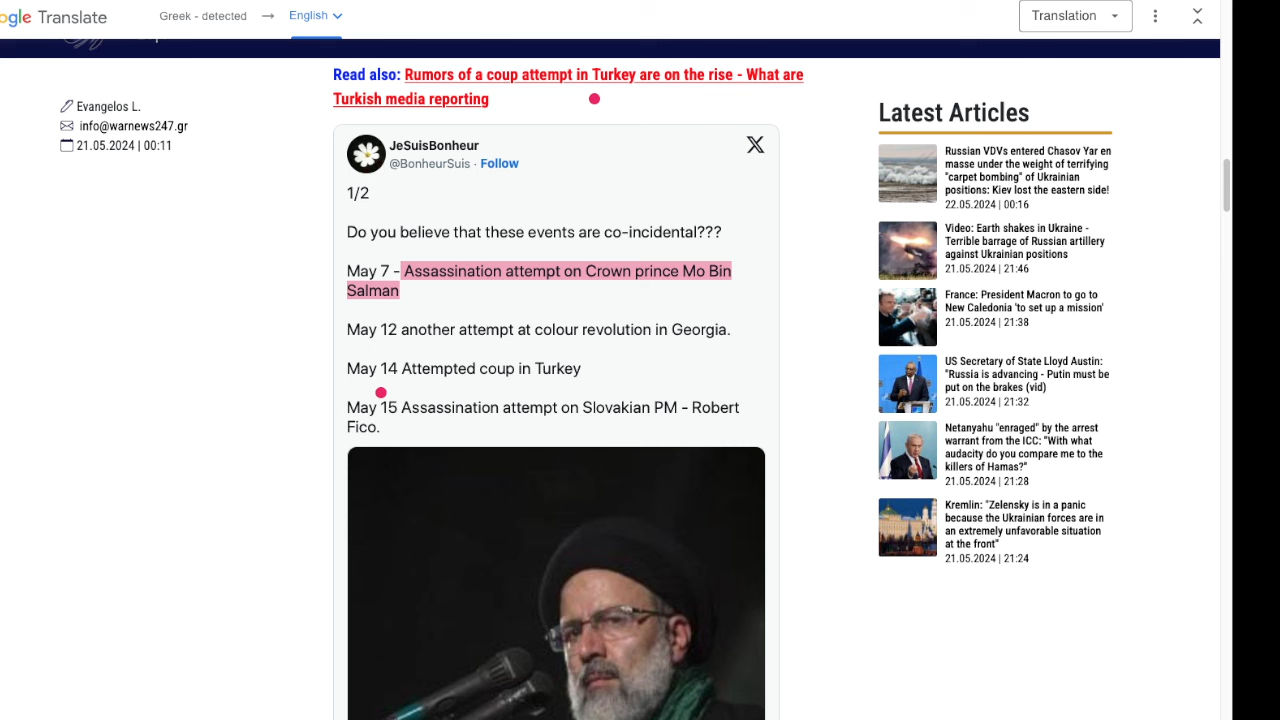 ogle Translate
Greek - detected → English
Translation
Read also: Rumors of a coup attempt in Turkey are on the rise - What are
Turkish media reporting
Evangelos L.
info@warnews247.gr
21.05.2024 | 00:11
JeSuisBonheur
@BonheurSuis · Follow
1/2
Do you believe that these events are co-incidental???
May 7 - Assassination attempt on Crown prince Mo Bin
Salman
May 12 another attempt at colour revolution in Georgia.
May 14 Attempted coup in Turkey
May 15 Assassination attempt on Slovakian PM - Robert
Fico.
Latest Articles
Russian VDVs entered Chasov Yar en
masse under the weight of terrifying
"carpet bombing" of Ukrainian
positions: Kiev lost the eastern side!
22.05.2024 | 00:16
Video: Earth shakes in Ukraine -
Terrible barrage of Russian artillery
against Ukrainian positions
21.05.2024 | 21:46
France: President Macron to go to
New Caledonia 'to set up a mission'
21.05.2024 | 21:38
US Secretary of State Lloyd Austin:
"Russia is advancing - Putin must be
put on the brakes (vid)
21.05.2024 | 21:32
Netanyahu "enraged" by the arrest
warrant from the ICC: "With what
audacity do you compare me to the
killers of Hamas?"
21.05.2024 | 21:28
Kremlin: "Zelensky is in a panic
because the Ukrainian forces are in
an extremely unfavorable situation
at the front"
21.05.2024 | 21:24